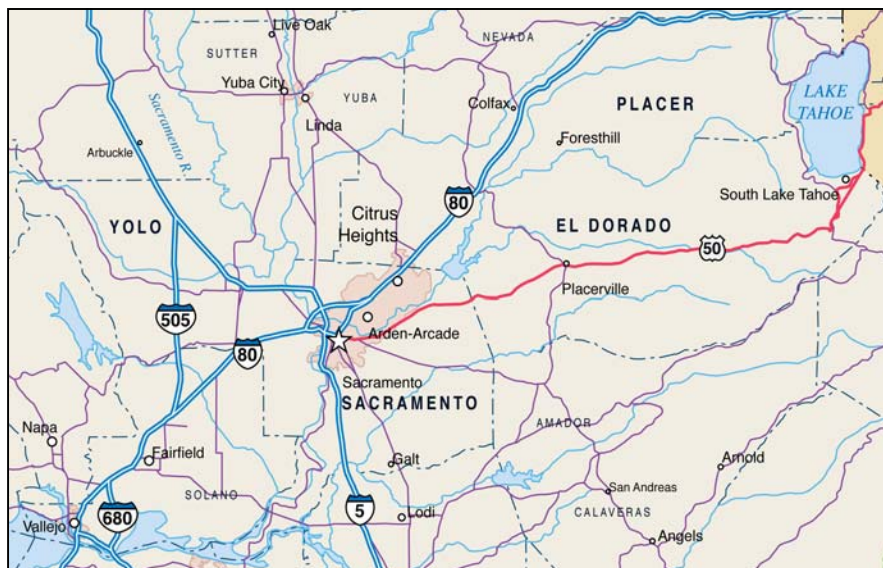 Live Oak
NEVADA
SUTTER
Yuba City
YUBA
Colfax
PLACER
LAKE
TAHOE
Linda
Sacramento R.
Arbuckle
Foresthill
South Lake Tahoe
80
YOLO
Citrus
Heights
EL DORADO
50
Placerville
505
Arden-Arcade
80
Sacramento
SACRAMENTO
Napa
AMADOR
Fairfield
Galt
Arnold
SOLANO
San Andreas
680
5
Lodi
CALAVERAS
Vallejo
Angels